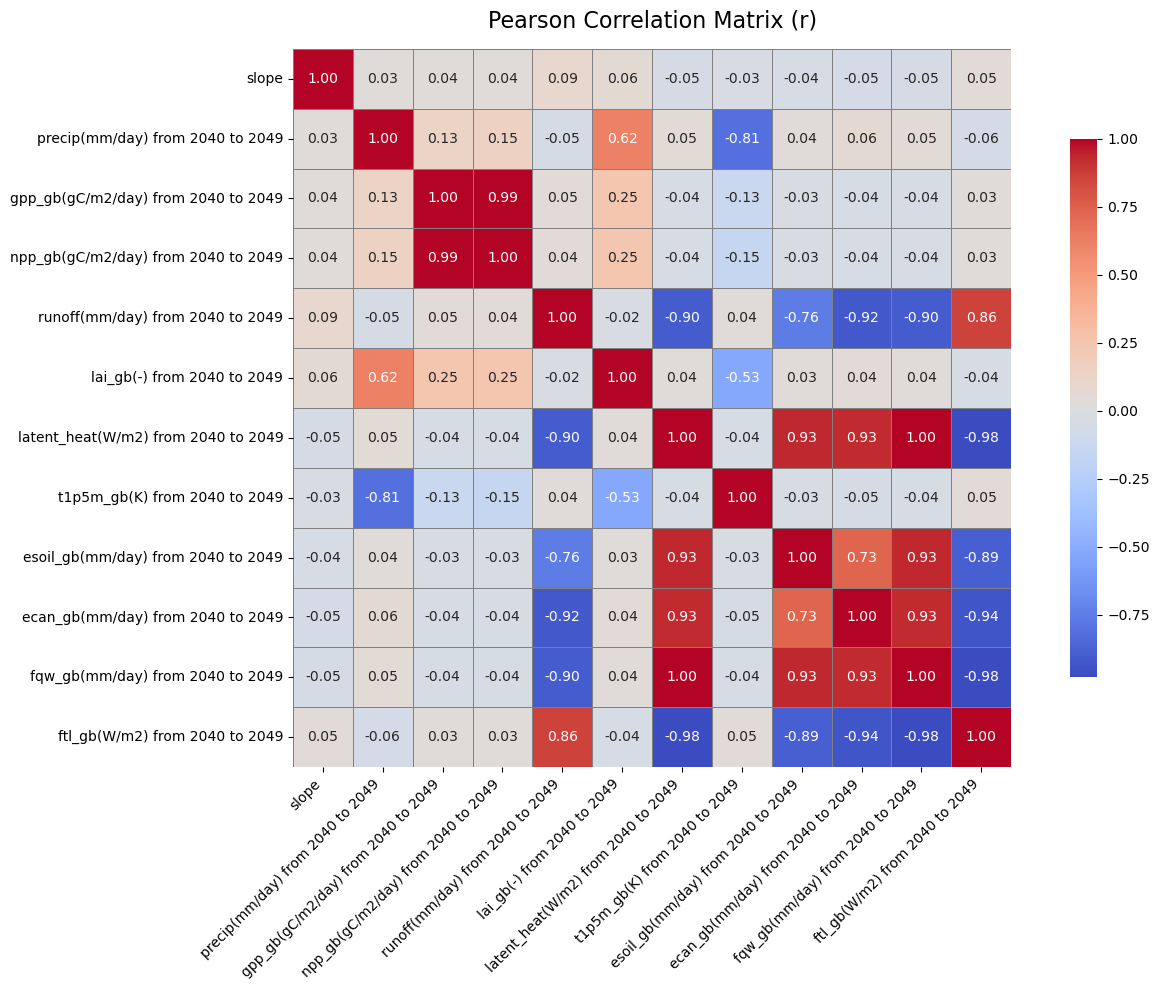 Pearson Correlation Matrix (r)
slope 1.00 0.03 0.04 0.04 0.09 0.06 -0.05 -0.03 -0.04 -0.05 -0.05 0.05
precip(mm/day) from 2040 to 2049 0.03 1.00 0.13 0.15 -0.05 0.62 0.05 -0.81 0.04 0.06 0.05 -0.06
gpp_gb(gC/m2/day) from 2040 to 2049 0.04 0.13 1.00 0.99 0.05 0.25 -0.04 -0.13 -0.03 -0.04 -0.04 0.03
npp_gb(gC/m2/day) from 2040 to 2049 0.04 0.15 0.99 1.00 0.04 0.25 -0.04 -0.15 -0.03 -0.04 -0.04 0.03
runoff(mm/day) from 2040 to 2049 0.09 -0.05 0.05 0.04 1.00 -0.02 -0.90 0.04 -0.76 -0.92 -0.90 0.86
lai_gb(-) from 2040 to 2049 0.06 0.62 0.25 0.25 -0.02 1.00 0.04 -0.53 0.03 0.04 0.04 -0.04
latent_heat(W/m2) from 2040 to 2049 -0.05 0.05 -0.04 -0.04 -0.90 0.04 1.00 -0.04 0.93 0.93 1.00 -0.98
t1p5m_gb(K) from 2040 to 2049 -0.03 -0.81 -0.13 -0.15 0.04 -0.53 -0.04 1.00 -0.03 -0.05 -0.04 0.05
esoil_gb(mm/day) from 2040 to 2049 -0.04 0.04 -0.03 -0.03 -0.76 0.03 0.93 -0.03 1.00 0.73 0.93 -0.89
ecan_gb(mm/day) from 2040 to 2049 -0.05 0.06 -0.04 -0.04 -0.92 0.04 0.93 -0.05 0.73 1.00 0.93 -0.94
fqw_gb(mm/day) from 2040 to 2049 -0.05 0.05 -0.04 -0.04 -0.90 0.04 1.00 -0.04 0.93 0.93 1.00 -0.98
ftl_gb(W/m2) from 2040 to 2049 0.05 -0.06 0.03 0.03 0.86 -0.04 -0.98 0.05 -0.89 -0.94 -0.98 1.00
slope
precip(mm/day) from 2040 to 2049
gpp_gb(gC/m2/day) from 2040 to 2049
npp_gb(gC/m2/day) from 2040 to 2049
runoff(mm/day) from 2040 to 2049
lai_gb(-) from 2040 to 2049
latent_heat(W/m2) from 2040 to 2049
t1p5m_gb(K) from 2040 to 2049
esoil_gb(mm/day) from 2040 to 2049
ecan_gb(mm/day) from 2040 to 2049
fqw_gb(mm/day) from 2040 to 2049
ftl_gb(W/m2) from 2040 to 2049
1.00
0.75
0.50
0.25
0.00
−0.25
−0.50
−0.75